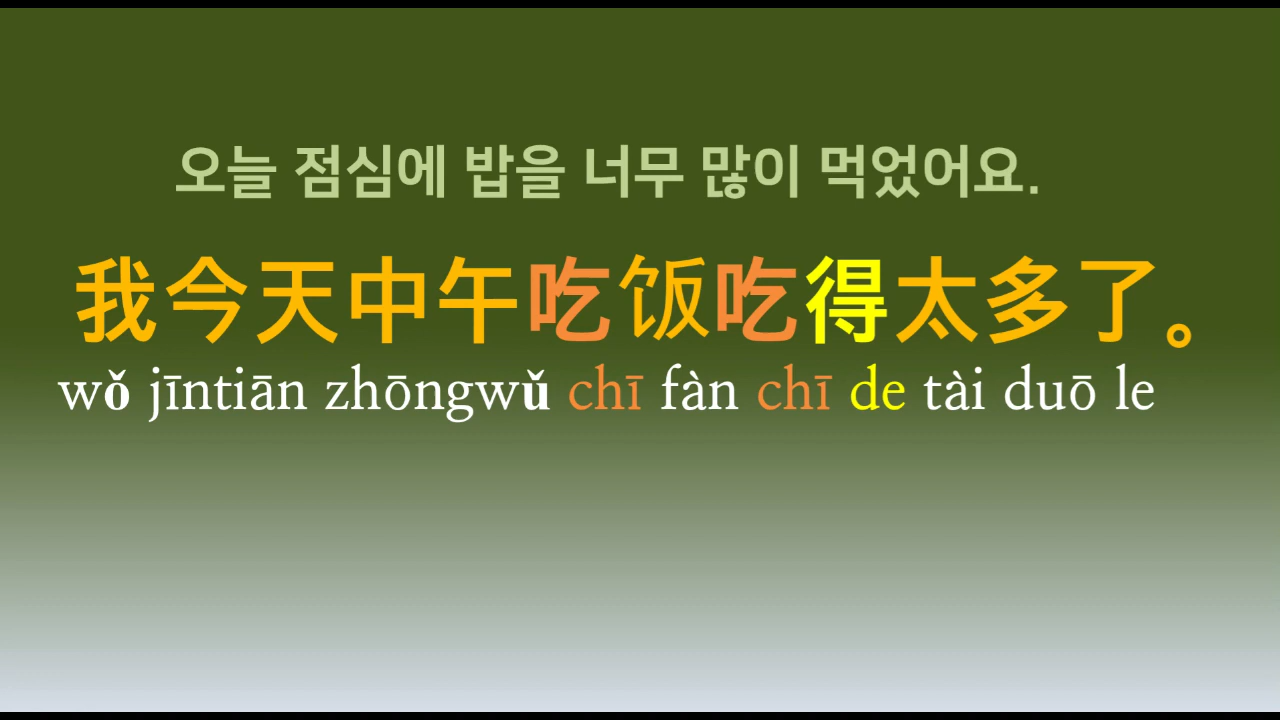 오늘 점심에 밥을 너무 많이 먹었어요.
我今天中午吃饭吃得太多了。
wǒ jīntiān zhōngwǔ chī fàn chī de tài duō le